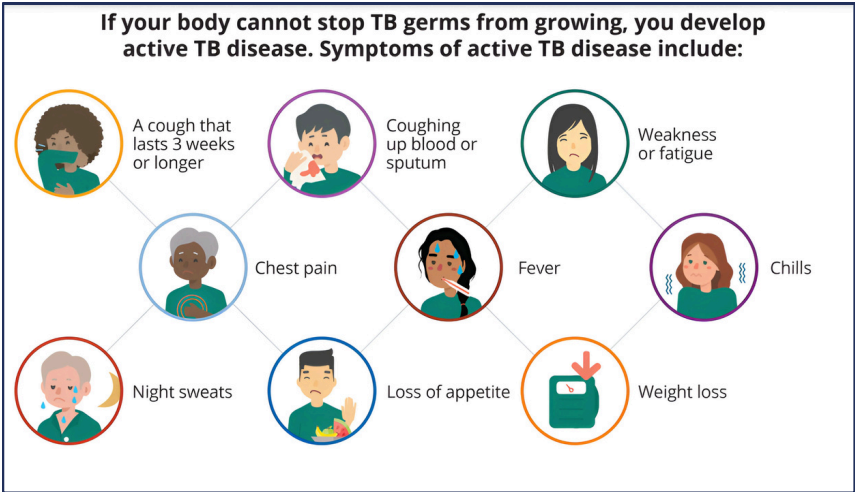 If your body cannot stop TB germs from growing, you develop
active TB disease. Symptoms of active TB disease include:
A cough that
lasts 3 weeks
or longer
Coughing
up blood or
sputum
Weakness
or fatigue
Chest pain
Fever
Chills
Night sweats
Loss of appetite
Weight loss